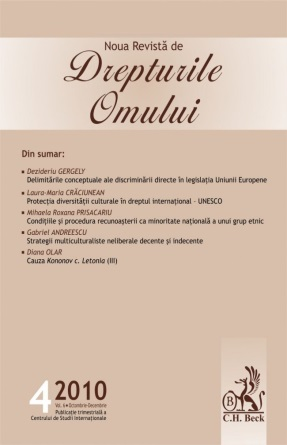 Noua Revistă de
Drepturile
Omului
Din sumar:
• Dezideriu GERGELY
Delimitările conceptuale ale discriminării directe în legislația Uniunii Europene
• Laura-Maria CRĂCIUNEAN
Protecția diversității culturale în dreptul internațional - UNESCO
• Mihaela Roxana PRISACARIU
Condițiile și procedura recunoașterii ca minoritate națională a unui grup etnic
• Gabriel ANDREESCU
Strategii multiculturaliste neliberale decente și indecente
• Diana OLAR
Cauza Kononov c. Letonia (III)
4 2010
Vol. 6 • Octombrie-Decembrie
Publicație trimestrială a
Centrului de Studii Internaționale
B
C.H. Beck